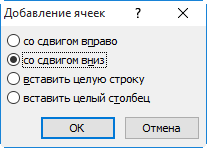 Добавление ячеек
со сдвигом вправо
со сдвигом вниз
вставить целую строку
вставить целый столбец
ОК
Отмена